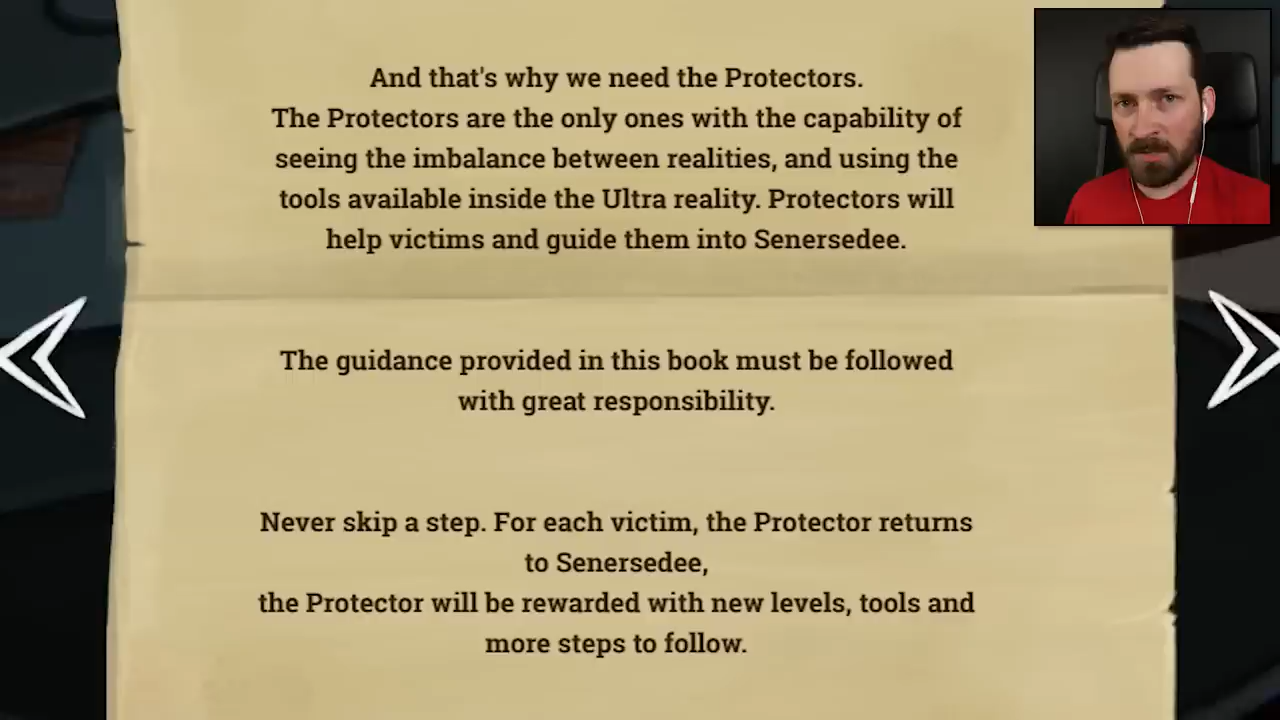 And that's why we need the Protectors.
The Protectors are the only ones with the capability of
seeing the imbalance between realities, and using the
tools available inside the Ultra reality. Protectors will
help victims and guide them into Senersedee.
The guidance provided in this book must be followed
with great responsibility.
Never skip a step. For each victim, the Protector returns
to Senersedee,
the Protector will be rewarded with new levels, tools and
more steps to follow.